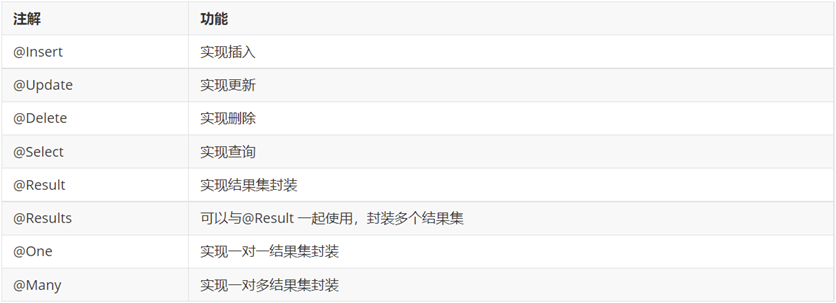 注解 功能
@Insert 实现插入
@Update 实现更新
@Delete 实现删除
@Select 实现查询
@Result 实现结果集封装
@Results 可以与@Result 一起使用，封装多个结果集
@One 实现一对一结果集封装
@Many 实现一对多结果集封装